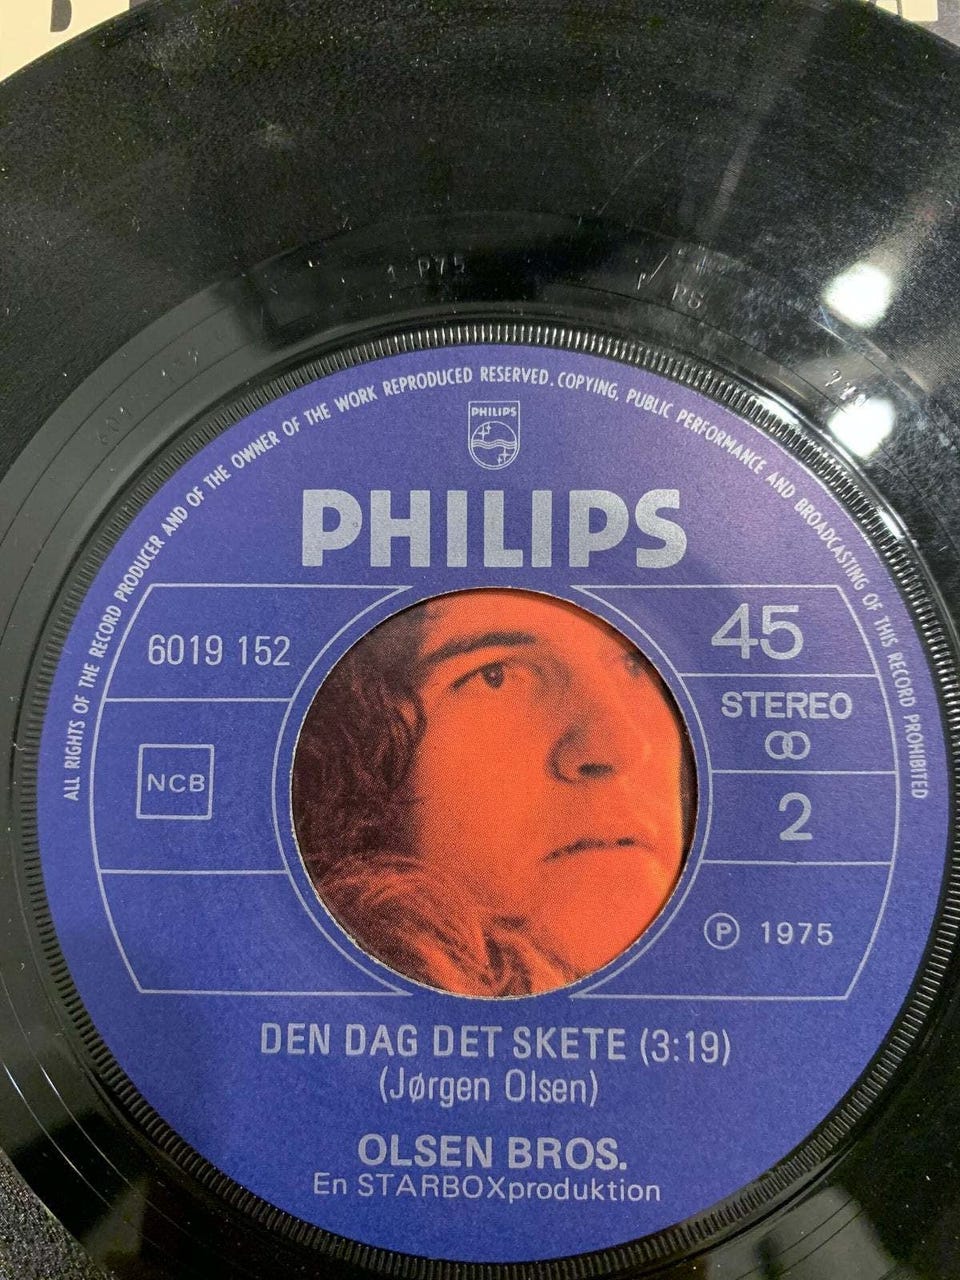 ALL RIGHTS OF THE RECORD PRODUCER AND OF THE OWNER OF THE WORK REPRODUCED RESERVED. COPYING, PUBLIC PERFORMANCE AND BROADCASTING OF THIS RECORD PROHIBITED
PHILIPS
PHILIPS
6019 152
45
STEREO
NCB
2
Ⓟ 1975
DEN DAG DET SKETE (3:19)
(Jørgen Olsen)
OLSEN BROS.
En STARBOXproduktion